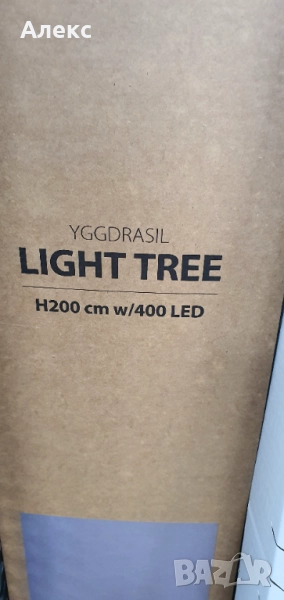 Алекс
YGGDRASIL
LIGHT TREE
H200 cm w/400 LED
BAZAR